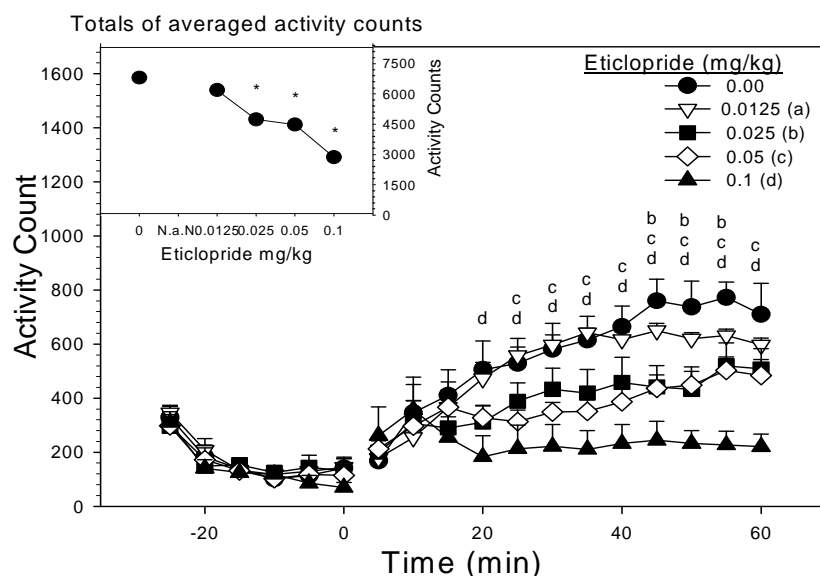 Totals of averaged activity counts
1600
1400
1200
1000
800
600
400
200
0
Activity Count
-20
0
20
40
60
Time (min)
7500
6000
4500
3000
1500
0
Activity Counts
* * *
0 N.a.N 0.0125 0.025 0.05 0.1
Eticlopride mg/kg
Eticlopride (mg/kg)
0.00
0.0125 (a)
0.025 (b)
0.05 (c)
0.1 (d)
d
c
d
c
d
c
d
c
d
b
c
d
b
c
d
b
c
d
c
d